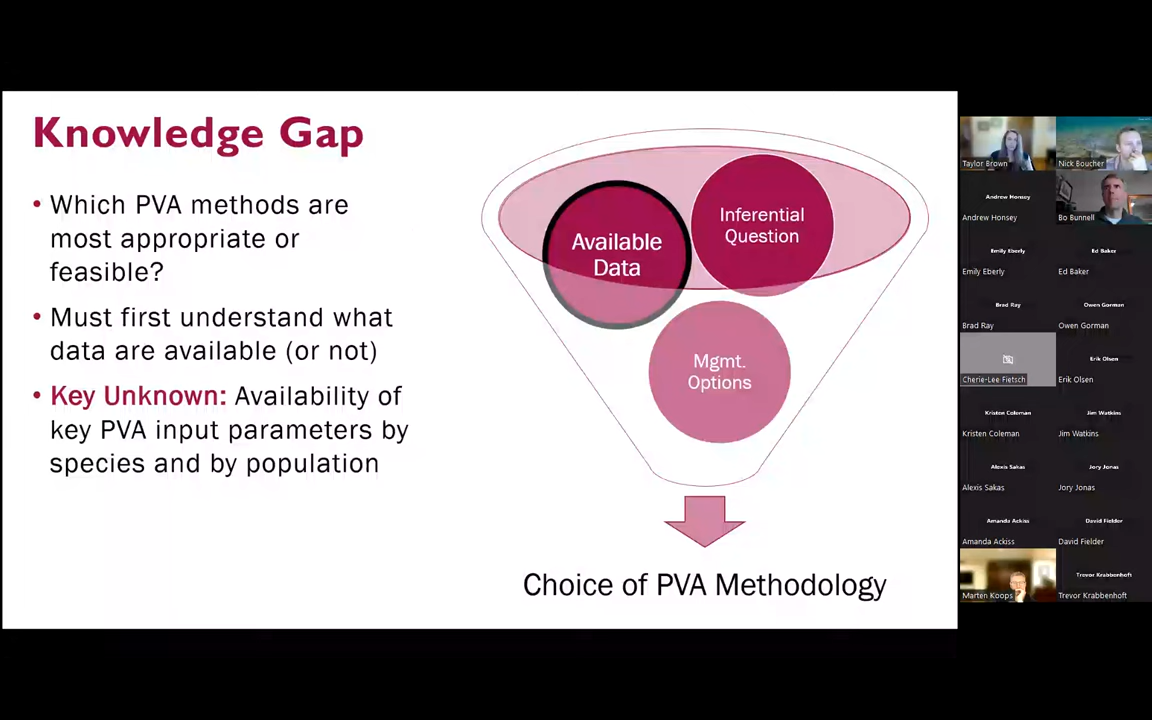 Knowledge Gap
• Which PVA methods are
most appropriate or
feasible?
• Must first understand what
data are available (or not)
• Key Unknown: Availability of
key PVA input parameters by
species and by population
Available
Data
Inferential
Question
Mgmt.
Options
Choice of PVA Methodology
Taylor Brown
Nick Boucher
Andrew Honsey
Andrew Honsey
Bo Bunnell
Emily Eberly
Ed Baker
Emily Eberly
Ed Baker
Brad Ray
Owen Gorman
Brad Ray
Owen Gorman
Erik Olsen
Cherie-Lee Fietsch
Erik Olsen
Kristen Coleman
Jim Watkins
Kristen Coleman
Jim Watkins
Alexis Sakas
Jory Jonas
Alexis Sakas
Jory Jonas
Amanda Ackiss
David Fielder
Amanda Ackiss
David Fielder
Trevor Krabbenhoft
Marten Koops
Trevor Krabbenhoft